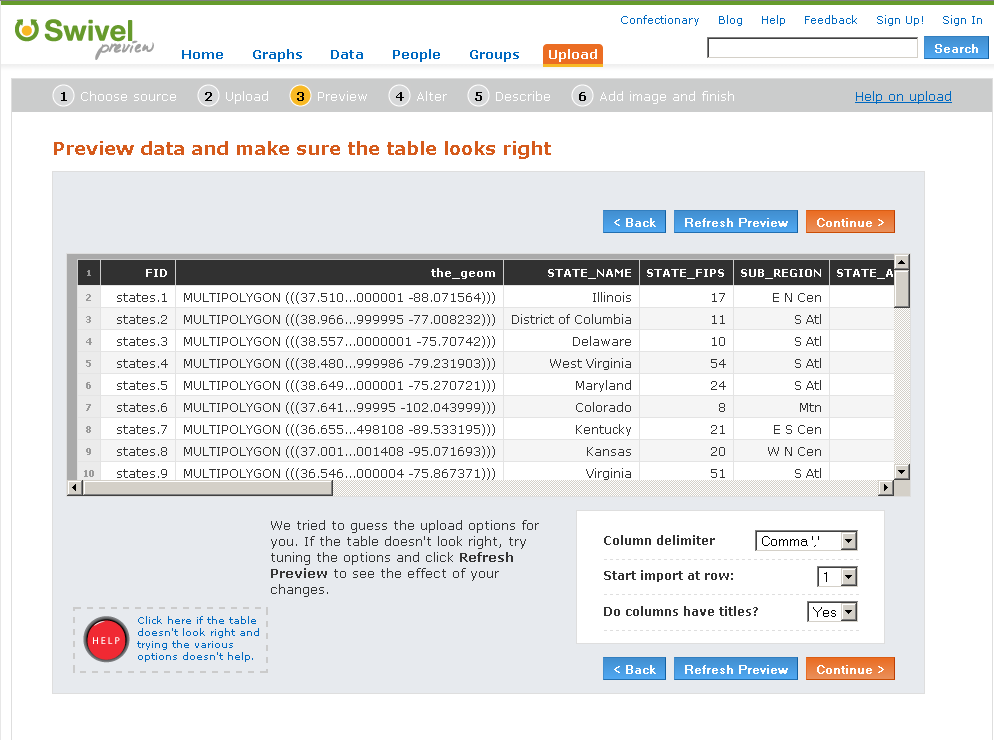 Confectionary Blog Help Feedback Sign Up! Sign In
Swivel
preview
Home Graphs Data People Groups Upload
Search
1 Choose source 2 Upload 3 Preview 4 Alter 5 Describe 6 Add image and finish Help on upload
Preview data and make sure the table looks right
< Back Refresh Preview Continue >
1 FID the_geom STATE_NAME STATE_FIPS SUB_REGION STATE_A
2 states.1 MULTIPOLYGON (((37.510...000001 -88.071564))) Illinois 17 E N Cen
3 states.2 MULTIPOLYGON (((38.966...999995 -77.008232))) District of Columbia 11 S Atl
4 states.3 MULTIPOLYGON (((38.557...0000001 -75.70742))) Delaware 10 S Atl
5 states.4 MULTIPOLYGON (((38.480...999986 -79.231903))) West Virginia 54 S Atl
6 states.5 MULTIPOLYGON (((38.649...000001 -75.270721))) Maryland 24 S Atl
7 states.6 MULTIPOLYGON (((37.641...99995 -102.043999))) Colorado 8 Mtn
8 states.7 MULTIPOLYGON (((36.655...498108 -89.533195))) Kentucky 21 E S Cen
9 states.8 MULTIPOLYGON (((37.001...001408 -95.071693))) Kansas 20 W N Cen
10 states.9 MULTIPOLYGON (((36.546...000004 -75.867371))) Virginia 51 S Atl
We tried to guess the upload options for
you. If the table doesn't look right, try
tuning the options and click Refresh
Preview to see the effect of your
changes.
Column delimiter Comma ','
Start import at row: 1
Do columns have titles? Yes
HELP
Click here if the table
doesn't look right and
trying the various
options doesn't help.
< Back Refresh Preview Continue >